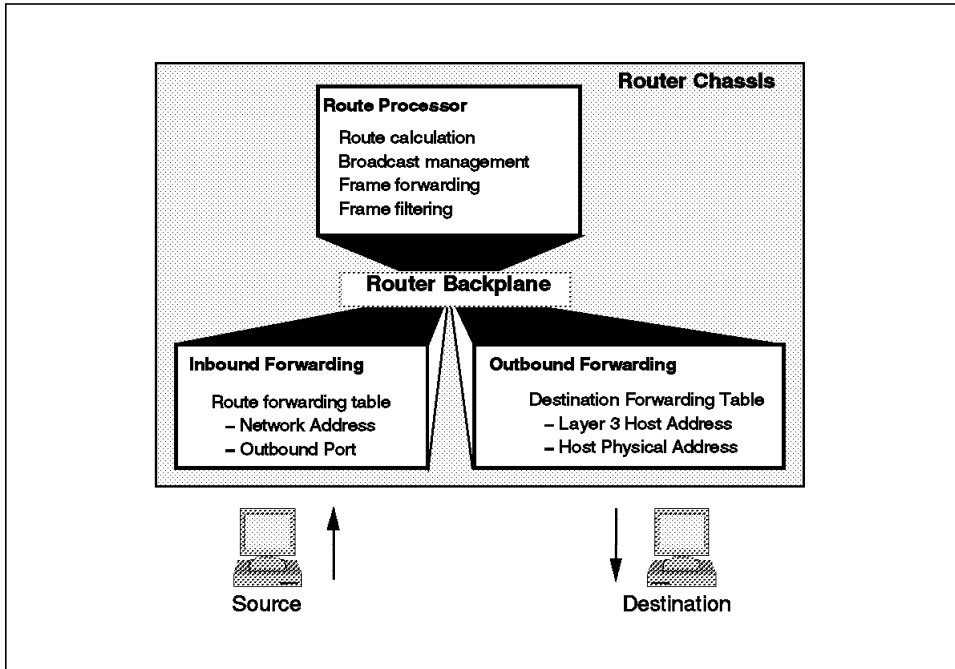 Router Chassis
Route Processor
Route calculation
Broadcast management
Frame forwarding
Frame filtering
Router Backplane
Inbound Forwarding
Route forwarding table
– Network Address
– Outbound Port
Outbound Forwarding
Destination Forwarding Table
– Layer 3 Host Address
– Host Physical Address
Source
Destination